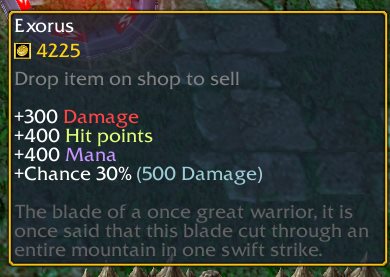 Exorus
4225
Drop item on shop to sell
+300 Damage
+400 Hit points
+400 Mana
+Chance 30% (500 Damage)
The blade of a once great warrior, it is
once said that this blade cut through an
entire mountain in one swift strike.